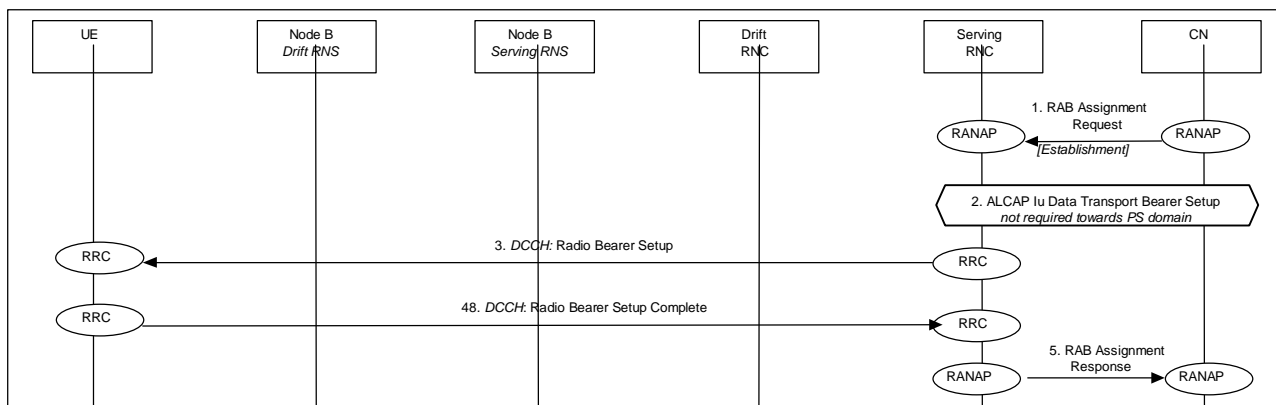 UE
Node B
Drift RNS
Node B
Serving RNS
Drift
RNC
Serving
RNC
CN
1. RAB Assignment
Request
RANAP
RANAP
[Establishment]
2. ALCAP Iu Data Transport Bearer Setup
not required towards PS domain
3. DCCH: Radio Bearer Setup
RRC
RRC
48. DCCH: Radio Bearer Setup Complete
RRC
RRC
5. RAB Assignment
Response
RANAP
RANAP